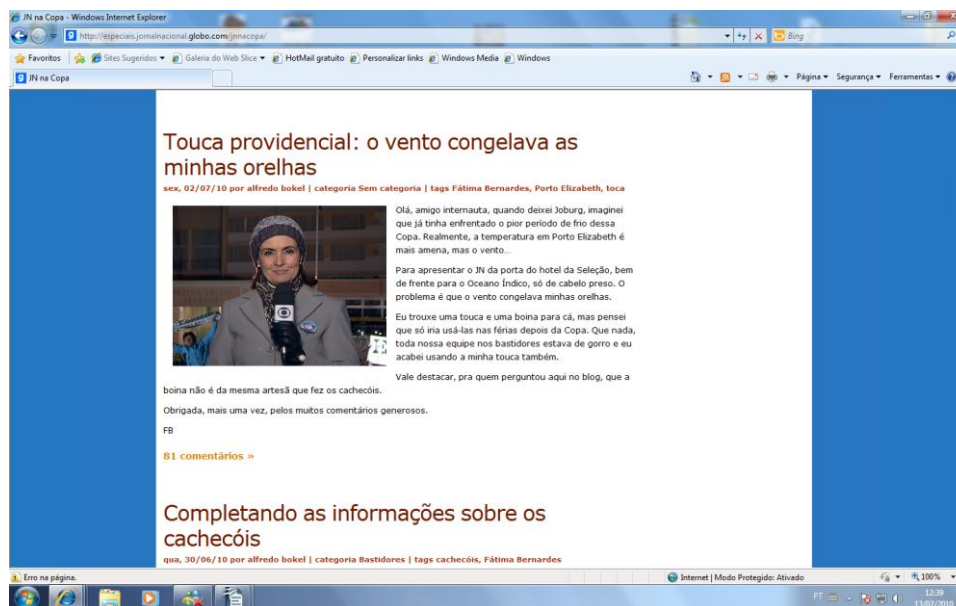 JN na Copa - Windows Internet Explorer
http://especiais.jornalnacional.globo.com/jnnacopa/
Bing
Favoritos
Sites Sugeridos
Galeria do Web Slice
HotMail gratuito
Personalizar links
Windows Media
Windows
JN na Copa
Página
Segurança
Ferramentas
Touca providencial: o vento congelava as
minhas orelhas
sex, 02/07/10 por alfredo bokel | categoria Sem categoria | tags Fátima Bernardes, Porto Elizabeth, toca
Olá, amigo internauta, quando deixei Joburg, imaginei
que já tinha enfrentado o pior período de frio dessa
Copa. Realmente, a temperatura em Porto Elizabeth é
mais amena, mas o vento...
Para apresentar o JN da porta do hotel da Seleção, bem
de frente para o Oceano Índico, só de cabelo preso. O
problema é que o vento congelava minhas orelhas.
Eu trouxe uma touca e uma boina para cá, mas pensei
que só iria usá-las nas férias depois da Copa. Que nada,
toda nossa equipe nos bastidores estava de gorro e eu
acabei usando a minha touca também.
Vale destacar, pra quem perguntou aqui no blog, que a
boina não é da mesma artesã que fez os cachecóis.
Obrigada, mais uma vez, pelos muitos comentários generosos.
FB
81 comentários »
Completando as informações sobre os
cachecóis
qua, 30/06/10 por alfredo bokel | categoria Bastidores | tags cachecóis, Fátima Bernardes
Erro na página.
Internet | Modo Protegido: Ativado
100%
PT
12:39
13/07/2010